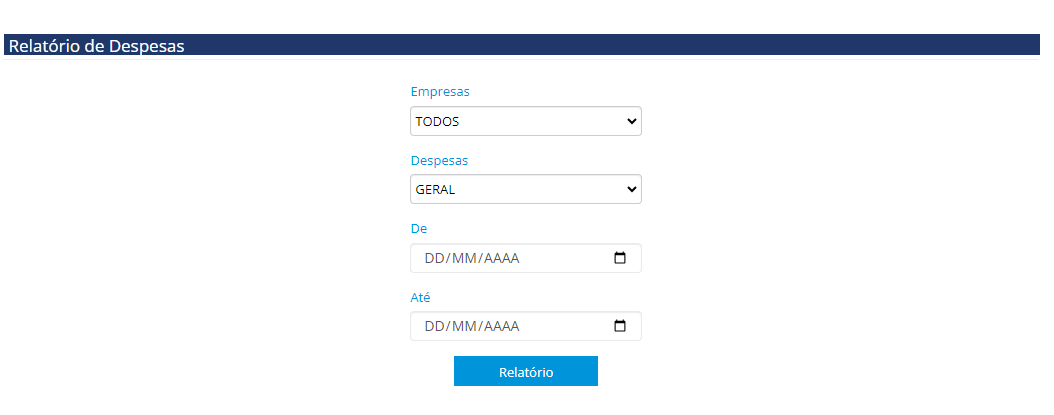 Relatório de Despesas
Empresas
TODOS
Despesas
GERAL
De
DD/MM/AAAA
Até
DD/MM/AAAA
Relatório